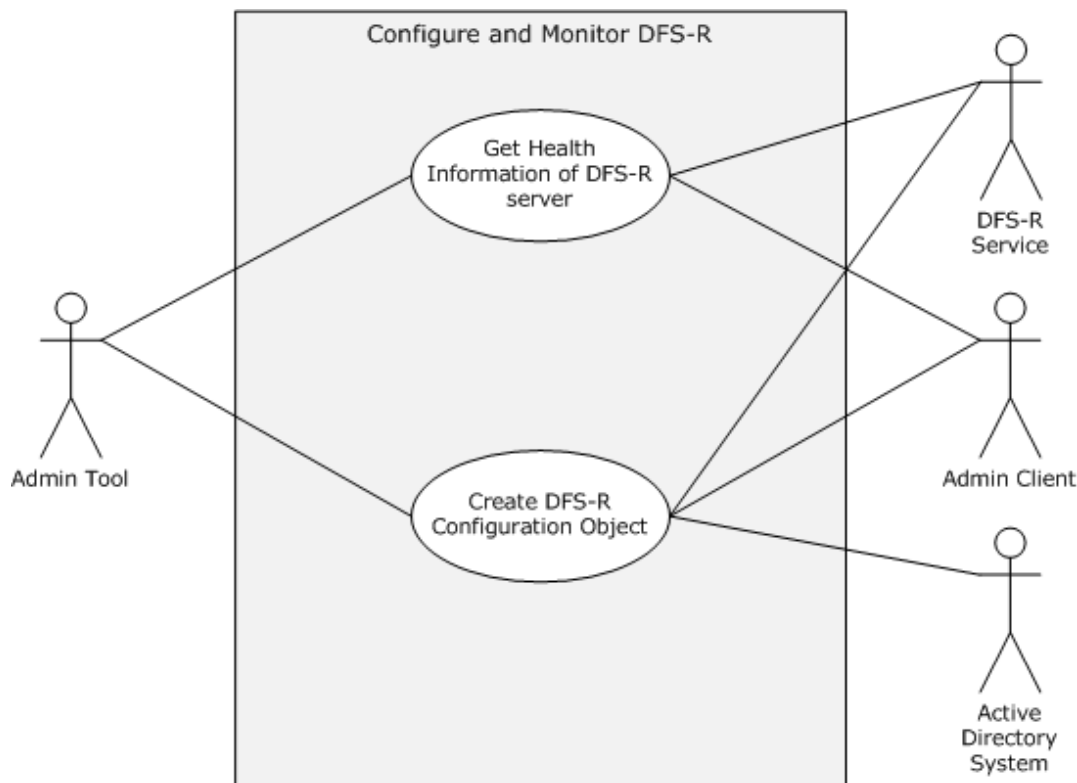 Configure and Monitor DFS-R
Get Health
Information of DFS-R
server
DFS-R
Service
Admin Tool
Admin Client
Create DFS-R
Configuration Object
Active
Directory
System